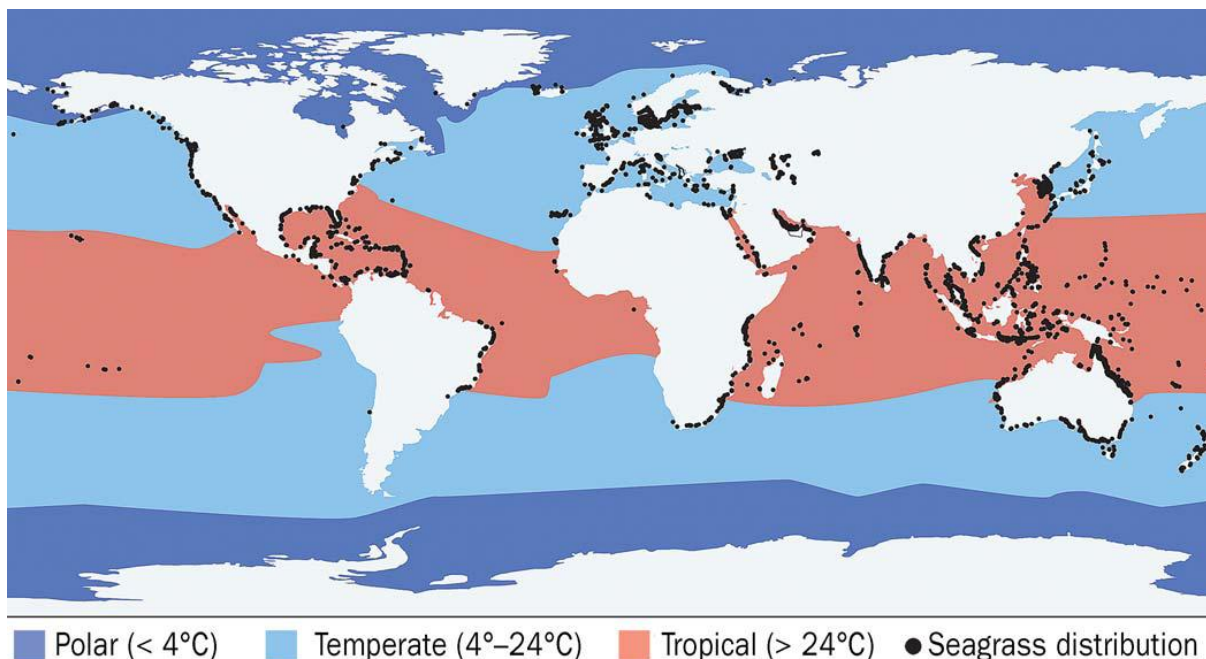 Polar (< 4°C) Temperate (4°–24°C) Tropical (> 24°C) Seagrass distribution